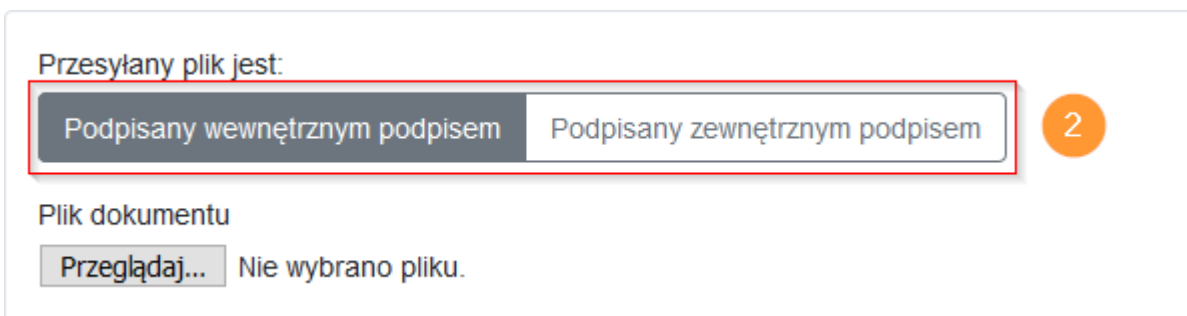 Przesyłany plik jest:
Podpisany wewnętrznym podpisem Podpisany zewnętrznym podpisem 2
Plik dokumentu
Przeglądaj... Nie wybrano pliku.